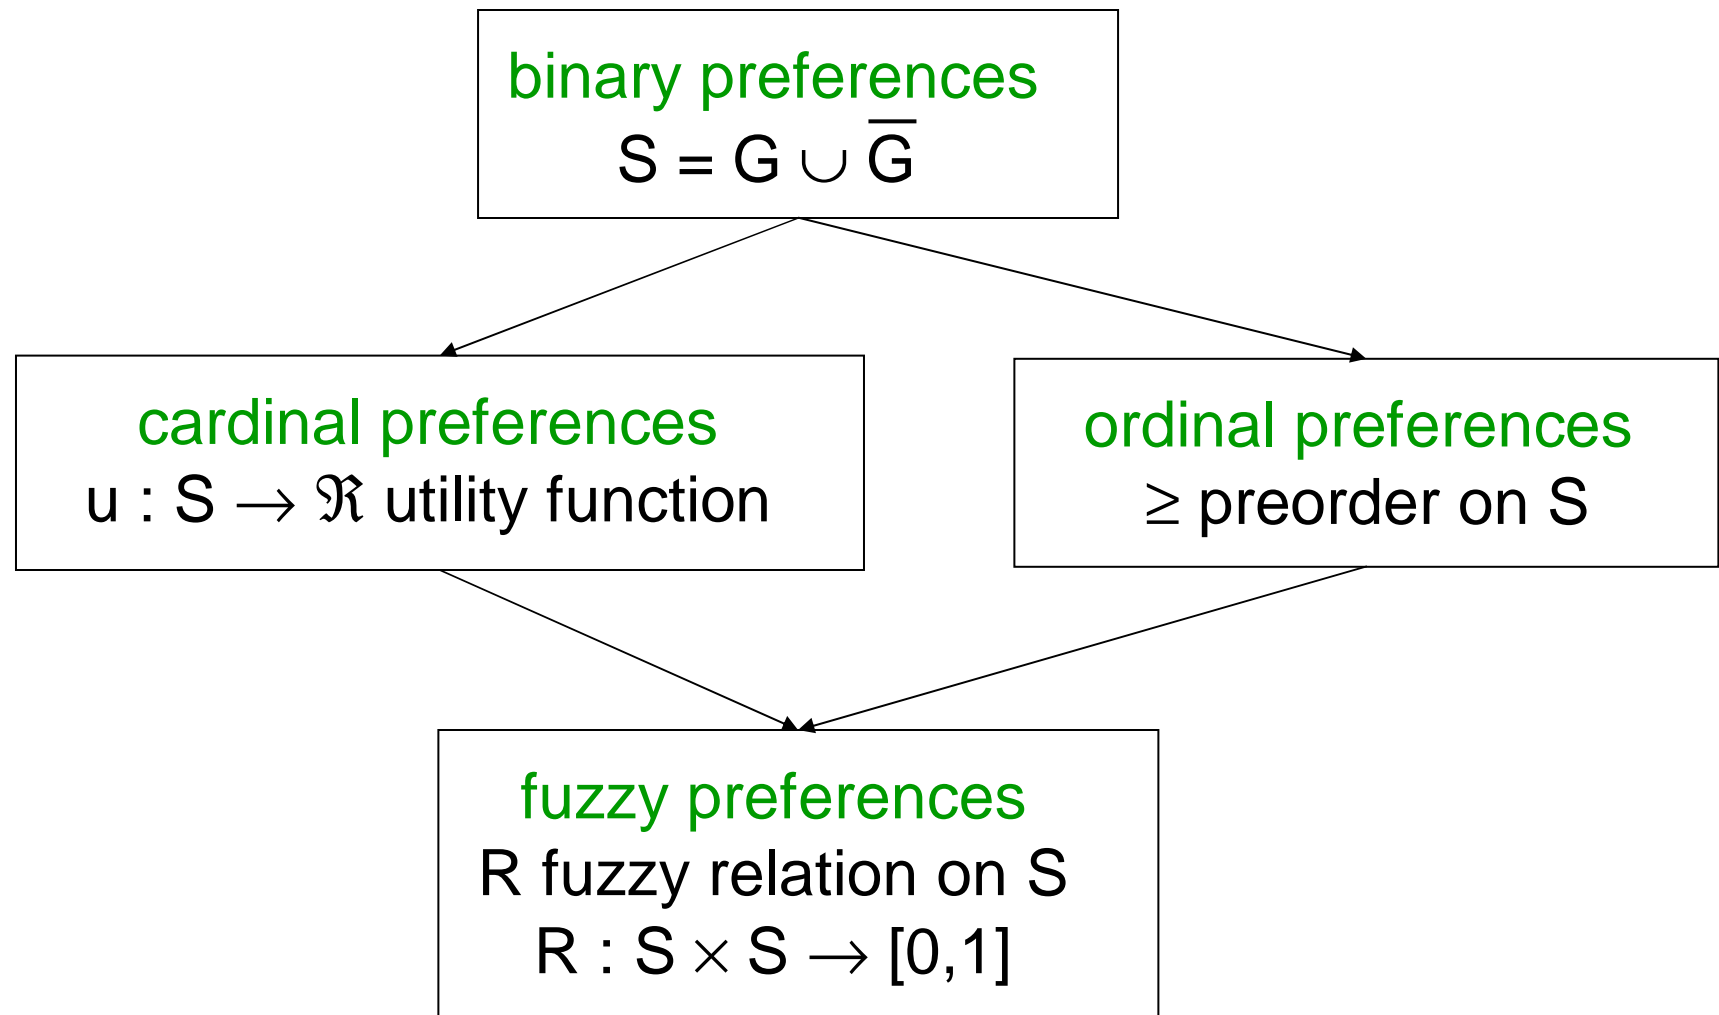 binary preferences
S = G ∪ G̅
cardinal preferences
u : S → ℜ utility function
ordinal preferences
≥ preorder on S
fuzzy preferences
R fuzzy relation on S
R : S × S → [0,1]